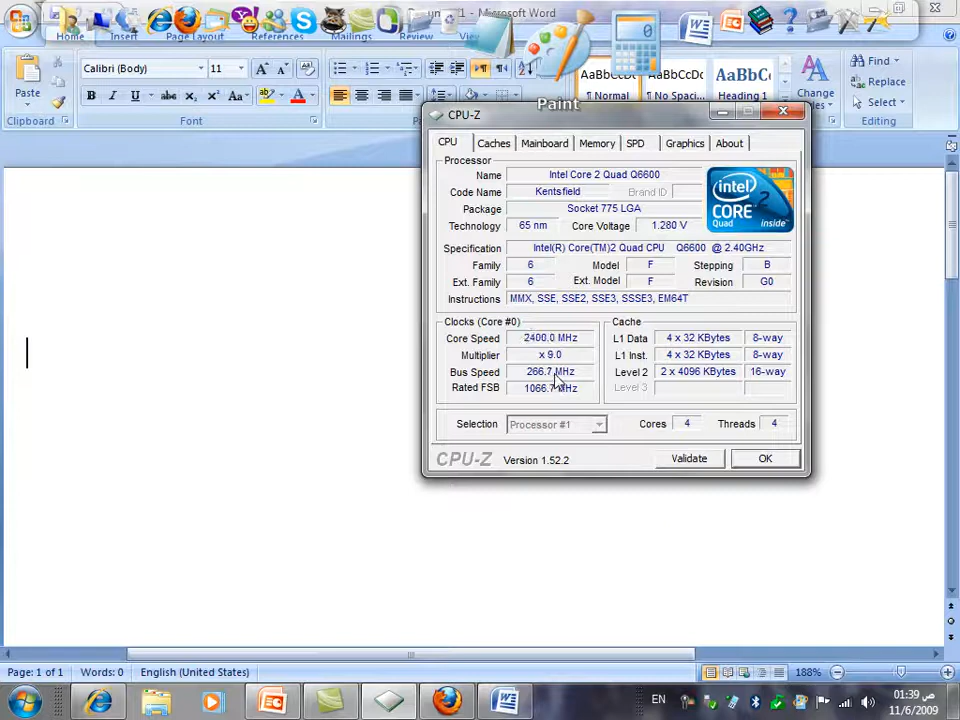 1 - Microsoft Word
Home Insert Page Layout References Mailings Review View
Paste
Clipboard
Calibri (Body) 11
B I U abe X₂ X² Aa
Font
AaBbCcDc AaBbCcDc AaBbC
¶ Normal ¶ No Spaci... Heading 1
Change Styles
Find
Replace
Select
Editing
Paint
0
CPU-Z
CPU Caches Mainboard Memory SPD Graphics About
Processor
Name Intel Core 2 Quad Q6600
Code Name Kentsfield Brand ID
Package Socket 775 LGA
Technology 65 nm Core Voltage 1.280 V
intel CORE 2 Quad inside™
Specification Intel(R) Core(TM)2 Quad CPU Q6600 @ 2.40GHz
Family 6 Model F Stepping B
Ext. Family 6 Ext. Model F Revision G0
Instructions MMX, SSE, SSE2, SSE3, SSSE3, EM64T
Clocks (Core #0)
Core Speed 2400.0 MHz
Multiplier x 9.0
Bus Speed 266.7 MHz
Rated FSB 1066.7 MHz
Cache
L1 Data 4 x 32 KBytes 8-way
L1 Inst. 4 x 32 KBytes 8-way
Level 2 2 x 4096 KBytes 16-way
Level 3
Selection Processor #1 Cores 4 Threads 4
CPU-Z Version 1.52.2 Validate OK
Page: 1 of 1 Words: 0 English (United States) 188%
EN
01:39 ص
11/6/2009